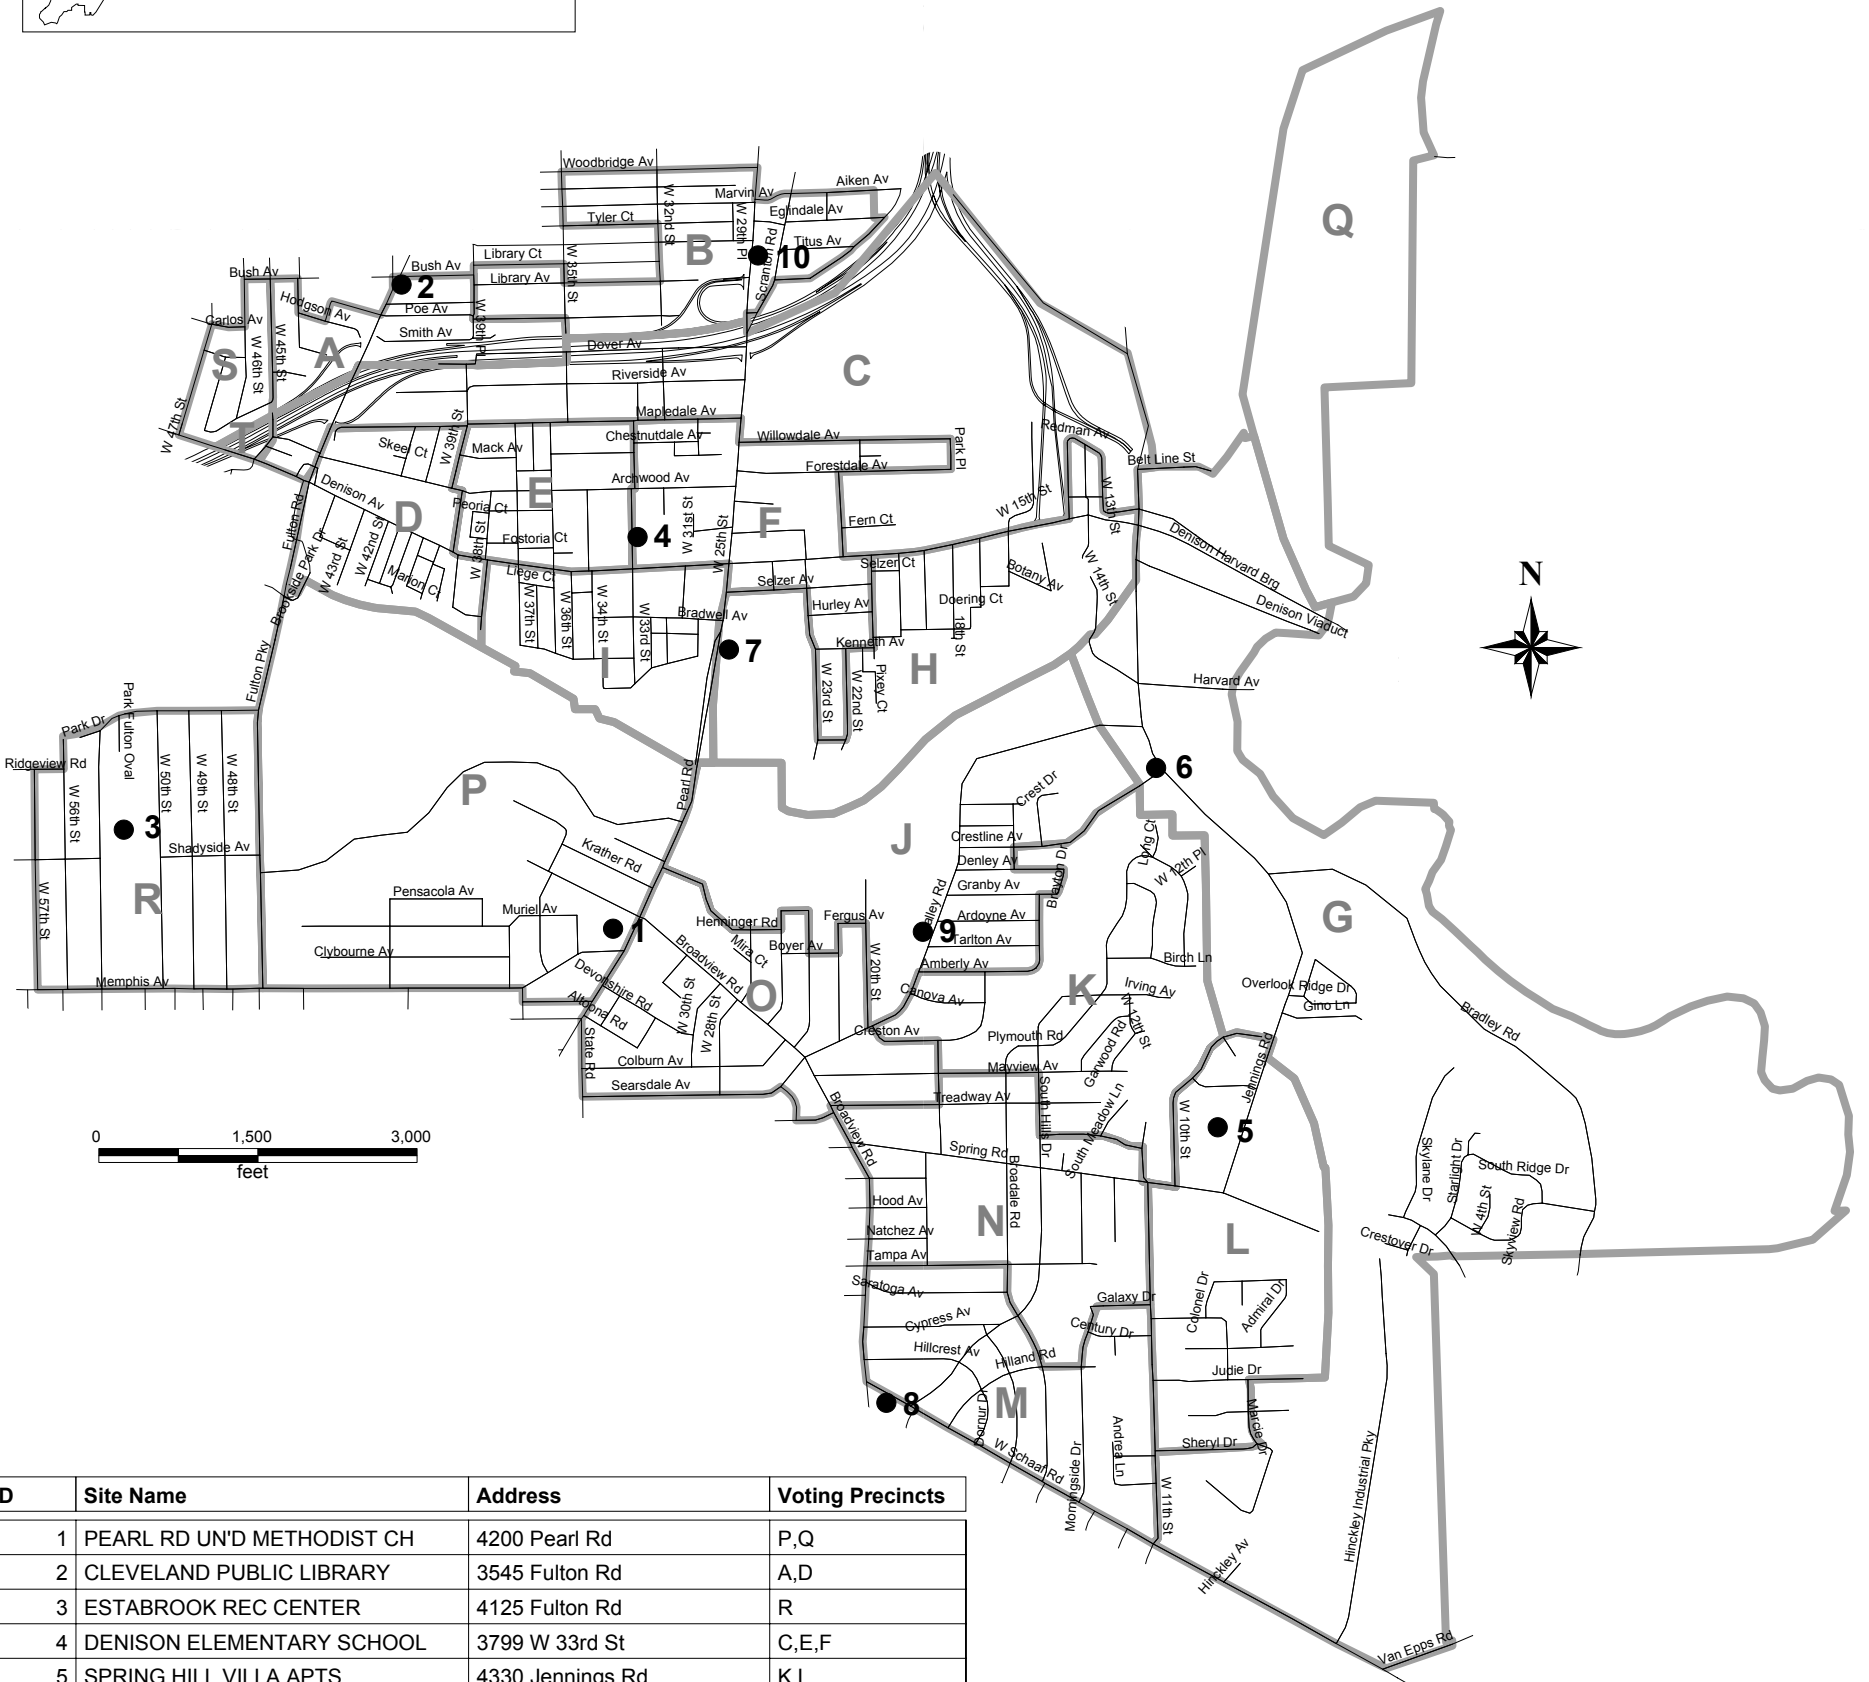 Q
Woodbridge Av
Aiken Av
Marvin Av
W 32nd St
W 29th Pl
Eglindale Av
Tyler Ct
B
Titus Av
Scranton Rd
10
Library Ct
W 35th St
Bush Av
Bush Av
Library Av
2
Hodgson Av
Poe Av
W 39th Pl
Carlos Av
Smith Av
W 46th St
W 45th St
A
S
Dover Av
C
Riverside Av
W 47th St
T
Mapledale Av
Skeel Ct
W 39th St
Mack Av
Chestnutdale Av
Willowdale Av
Park Pl
Redman Av
Belt Line St
Forestdale Av
Archwood Av
Denison Av
E
Peoria Ct
W 15th St
W 13th St
D
F
Fern Ct
Fulton Rd
W 42nd St
W 43rd St
Fostoria Ct
4
W 31st St
W 25th St
W 38th St
Denison Harvard Brg
N
Brookside Park Dr
Marion Ct
Liege Ct
Selzer Av
Selzer Ct
Botany Av
W 14th St
W 37th St
W 36th St
W 34th St
W 33rd St
Bradwell Av
Hurley Av
Doering Ct
Denison Viaduct
18th St
Kenneth Av
I
7
H
Fulton Pky
W 23rd St
W 22nd St
Pixey Ct
Harvard Av
Park Dr
Park Fulton Oval
Ridgeview Rd
W 56th St
W 50th St
W 49th St
W 48th St
P
Pearl Rd
6
Crest Dr
3
J
Crestline Av
Long Ct
Shadyside Av
Krather Rd
Denley Av
Brayton Dr
W 12th Pl
R
W 57th St
Pensacola Av
Granby Av
G
Muriel Av
Henninger Rd
Fergus Av
Ardoyne Av
1
9
Clybourne Av
Broadview Rd
Mira Ct
Boyer Av
Tarlton Av
Amberly Av
Birch Ln
Memphis Av
Devonshire Rd
O
W 20th St
Canova Av
K
Irving Av
Overlook Ridge Dr
Gino Ln
Altoona Rd
W 30th St
W 28th St
Creston Av
Plymouth Rd
W 12th St
Bradley Rd
State Rd
Colburn Av
Garwood Rd
Mayview Av
Jennings Rd
Searsdale Av
Treadway Av
South Hills Dr
South Meadow Ln
W 10th St
5
Broadview Rd
0
1,500
3,000
feet
Spring Rd
Broadale Rd
Skylane Dr
Starlight Dr
South Ridge Dr
Hood Av
W 4th St
Skyview Rd
Natchez Av
N
L
Tampa Av
Crestover Dr
Saratoga Av
Galaxy Dr
Colonel Dr
Admiral Dr
Cypress Av
Century Dr
Hillcrest Av
Hilland Rd
Judie Dr
8
M
Dornur Dr
Marcie Dr
W Schaaf Rd
Andrea Ln
Sheryl Dr
Morningside Dr
W 11th St
Hinckley Industrial Pky
Hinckley Av
Van Epps Rd
D Site Name Address Voting Precincts
1 PEARL RD UN'D METHODIST CH 4200 Pearl Rd P,Q
2 CLEVELAND PUBLIC LIBRARY 3545 Fulton Rd A,D
3 ESTABROOK REC CENTER 4125 Fulton Rd R
4 DENISON ELEMENTARY SCHOOL 3799 W 33rd St C,E,F
5 SPRING HILL VILLA APTS 4330 Jennings Rd